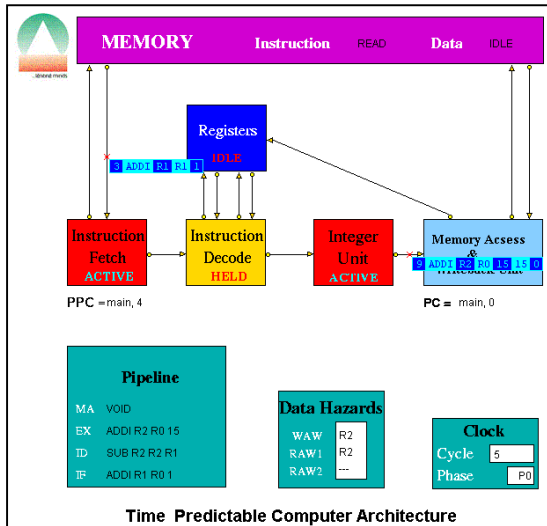 MEMORY Instruction READ Data IDLE
Registers
IDLE
3 ADDI R1 R1 1
Instruction
Fetch
ACTIVE
Instruction
Decode
HELD
Integer
Unit
ACTIVE
Memory Acsess
&
9 ADDI R2 R0 15 15 0
PPC = main, 4
PC = main, 0
Pipeline
MA VOID
EX ADDI R2 R0 15
ID SUB R2 R2 R1
IF ADDI R1 R0 1
Data Hazards
WAW R2
RAW1 R2
RAW2 ---
Clock
Cycle 5
Phase P0
Time Predictable Computer Architecture